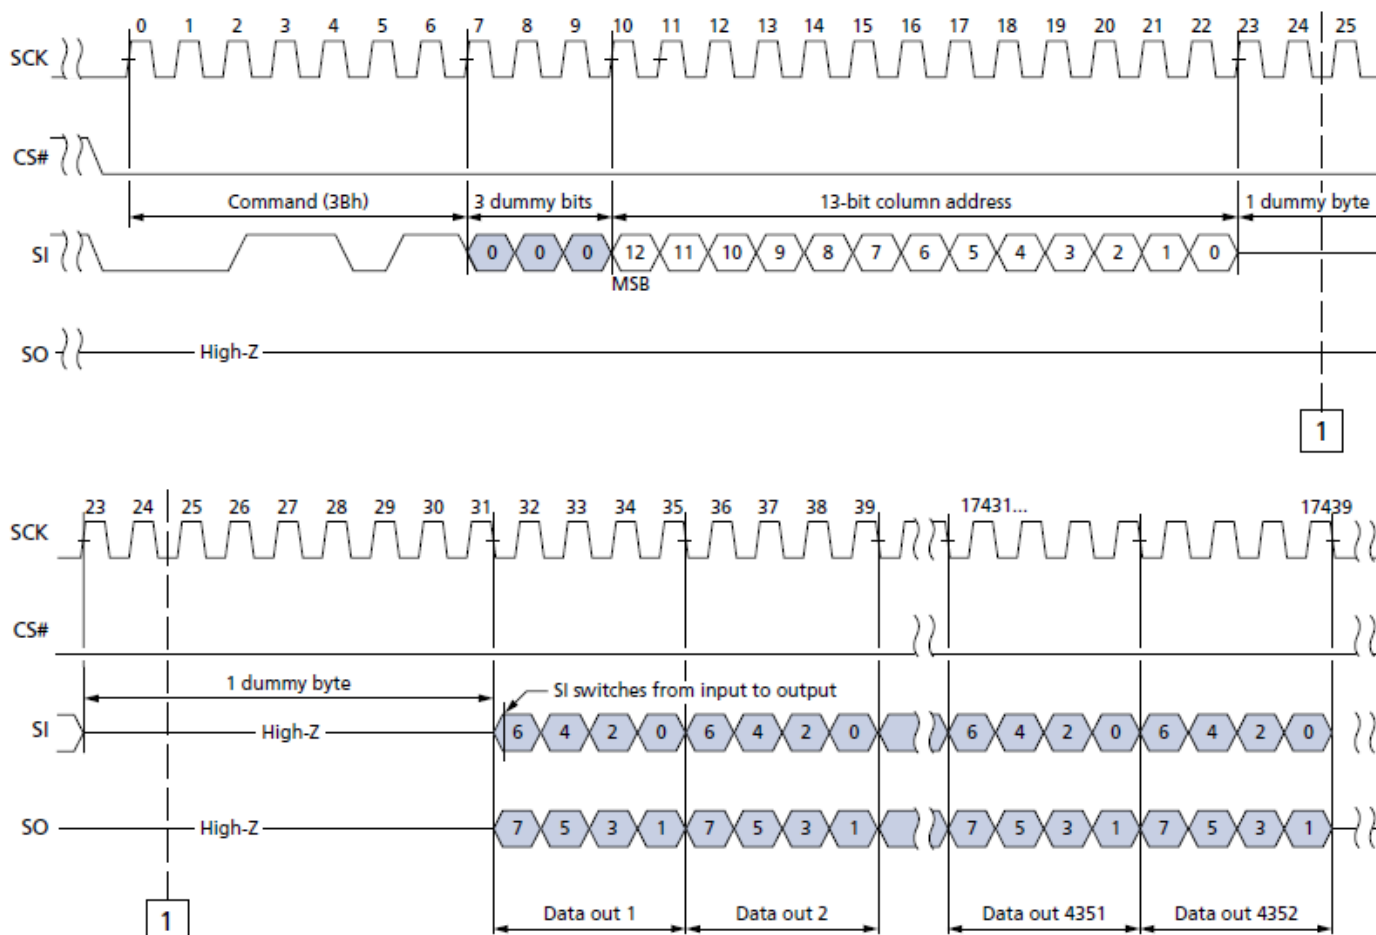 0 1 2 3 4 5 6 7 8 9 10 11 12 13 14 15 16 17 18 19 20 21 22 23 24 25
SCK
CS#
Command (3Bh) 3 dummy bits 13-bit column address 1 dummy byte
SI 0 0 0 12 11 10 9 8 7 6 5 4 3 2 1 0
MSB
SO High-Z
1
23 24 25 26 27 28 29 30 31 32 33 34 35 36 37 38 39 17431... 17439
SCK
CS#
1 dummy byte SI switches from input to output
SI High-Z 6 4 2 0 6 4 2 0 6 4 2 0 6 4 2 0
SO High-Z 7 5 3 1 7 5 3 1 7 5 3 1 7 5 3 1
1 Data out 1 Data out 2 Data out 4351 Data out 4352